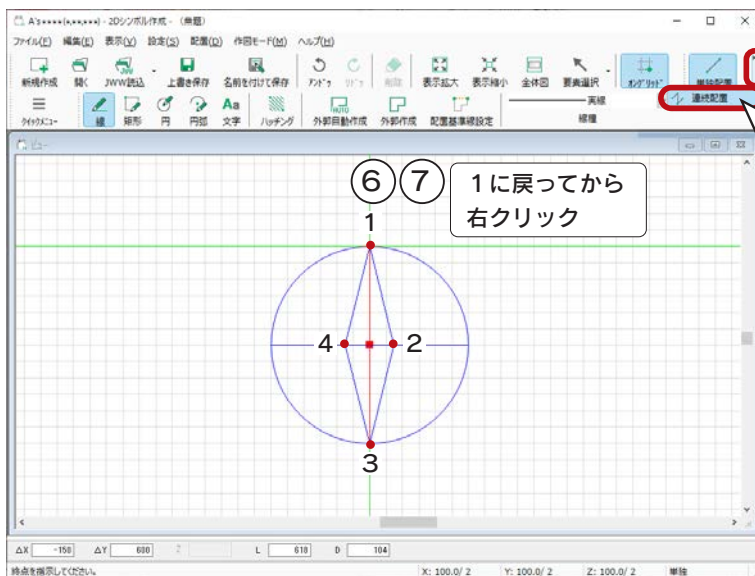 A's****(*,**,**) - 2Dシンボル作成 - （無題）
ファイル(F) 編集(E) 表示(V) 設定(S) 配置(D) 作図モード(M) ヘルプ(H)
新規作成 開く JWW読込 上書き保存 名前を付けて保存 アンドゥ リドゥ 削除 表示拡大 表示縮小 全体図 要素選択 オングリッド 単独配置
連続配置
クイックメニュー 線 矩形 円 円弧 文字 ハッチング 外郭自動作成 外郭作成 配置基準線設定 実線
線種
ビュー
⑥⑦ 1に戻ってから
右クリック
1
4 2
3
ΔX -150 ΔY 600 Z L 618 D 104
終点を指示してください。 X: 100.0/ 2 Y: 100.0/ 2 Z: 100.0/ 2 単独